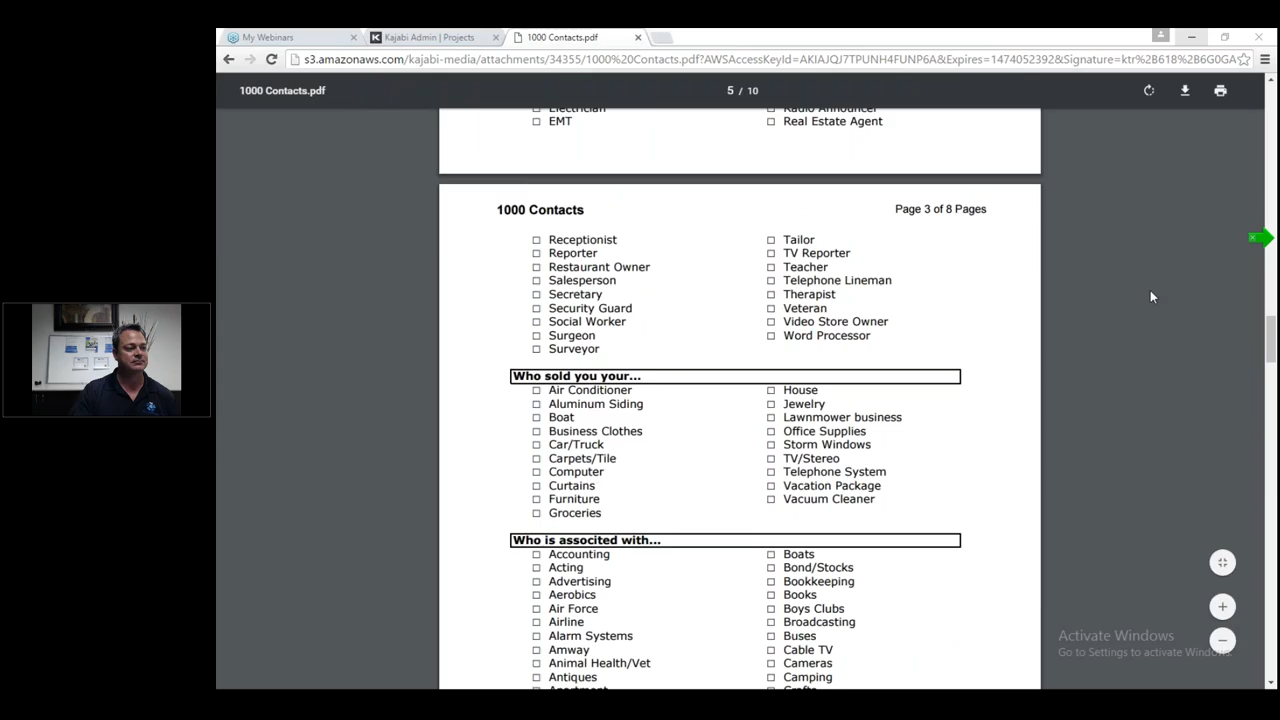 My Webinars
Kajabi Admin | Projects
1000 Contacts.pdf
s3.amazonaws.com/kajabi-media/attachments/34355/1000%20Contacts.pdf?AWSAccessKeyId=AKIAJQJ7TPUNH4FUNP6A&Expires=1474052392&Signature=ktr%2B618%2B6G0GA
1000 Contacts.pdf
5 / 10
Electrician
Radio Announcer
EMT
Real Estate Agent
1000 Contacts
Page 3 of 8 Pages
Receptionist
Tailor
Reporter
TV Reporter
Restaurant Owner
Teacher
Salesperson
Telephone Lineman
Secretary
Therapist
Security Guard
Veteran
Social Worker
Video Store Owner
Surgeon
Word Processor
Surveyor
Who sold you your...
Air Conditioner
House
Aluminum Siding
Jewelry
Boat
Lawnmower business
Business Clothes
Office Supplies
Car/Truck
Storm Windows
Carpets/Tile
TV/Stereo
Computer
Telephone System
Curtains
Vacation Package
Furniture
Vacuum Cleaner
Groceries
Who is associted with...
Accounting
Boats
Acting
Bond/Stocks
Advertising
Bookkeeping
Aerobics
Books
Air Force
Boys Clubs
Airline
Broadcasting
Alarm Systems
Buses
Amway
Cable TV
Animal Health/Vet
Cameras
Antiques
Camping
Apartment
Crafts
Activate Windows
Go to Settings to activate Windows.